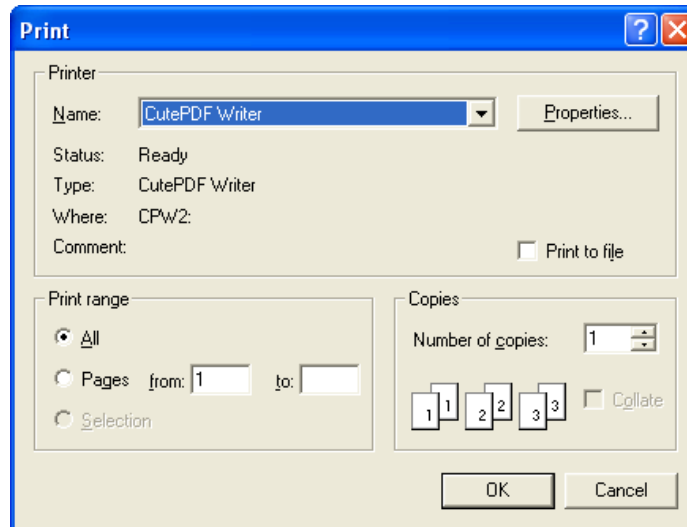 Print
Printer
Name: CutePDF Writer Properties...
Status: Ready
Type: CutePDF Writer
Where: CPW2:
Comment: Print to file
Print range
All
Pages from: 1 to:
Selection
Copies
Number of copies: 1
1 1 2 2 3 3 Collate
OK Cancel